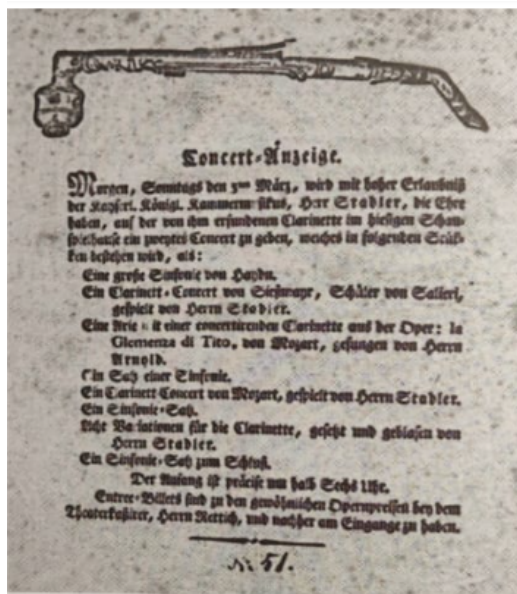 Concert-Anzeige.
Morgen, Sonntags den 5ten März, wird mit hoher Erlaubniß
der Kayserl. Königl. Kammermusikus, Herr Stadler, die Ehre
haben, auf der von ihm erfundenen Clarinette im hiesigen Schau-
spielhause ein zweytes Concert zu geben, welches in folgenden Stük-
ken bestehen wird, als:
Eine große Sinfonie von Haydn.
Ein Clarinett-Concert von Süeßmayr, Schüler von Salieri,
gespielt von Herrn Stadler.
Eine Arie mit einer concertirenden Clarinette aus der Oper: la
Clemenza di Tito, von Mozart, gesungen von Herrn
Arnold.
Ein Satz einer Sinfonie.
Ein Clarinett Concert von Mozart, gespielt von Herrn Stadler.
Ein Sinfonie-Satz.
Acht Variationen für die Clarinette, gesetzt und geblasen von
Herrn Stadler.
Ein Sinfonie-Satz zum Schluß.
Der Anfang ist präcise um halb Sechs Uhr.
Entree-Billets sind zu den gewöhnlichen Opernpreisen bey dem
Theaterkaßirer, Herrn Rettich, und nachher am Eingange zu haben.
N: 51.